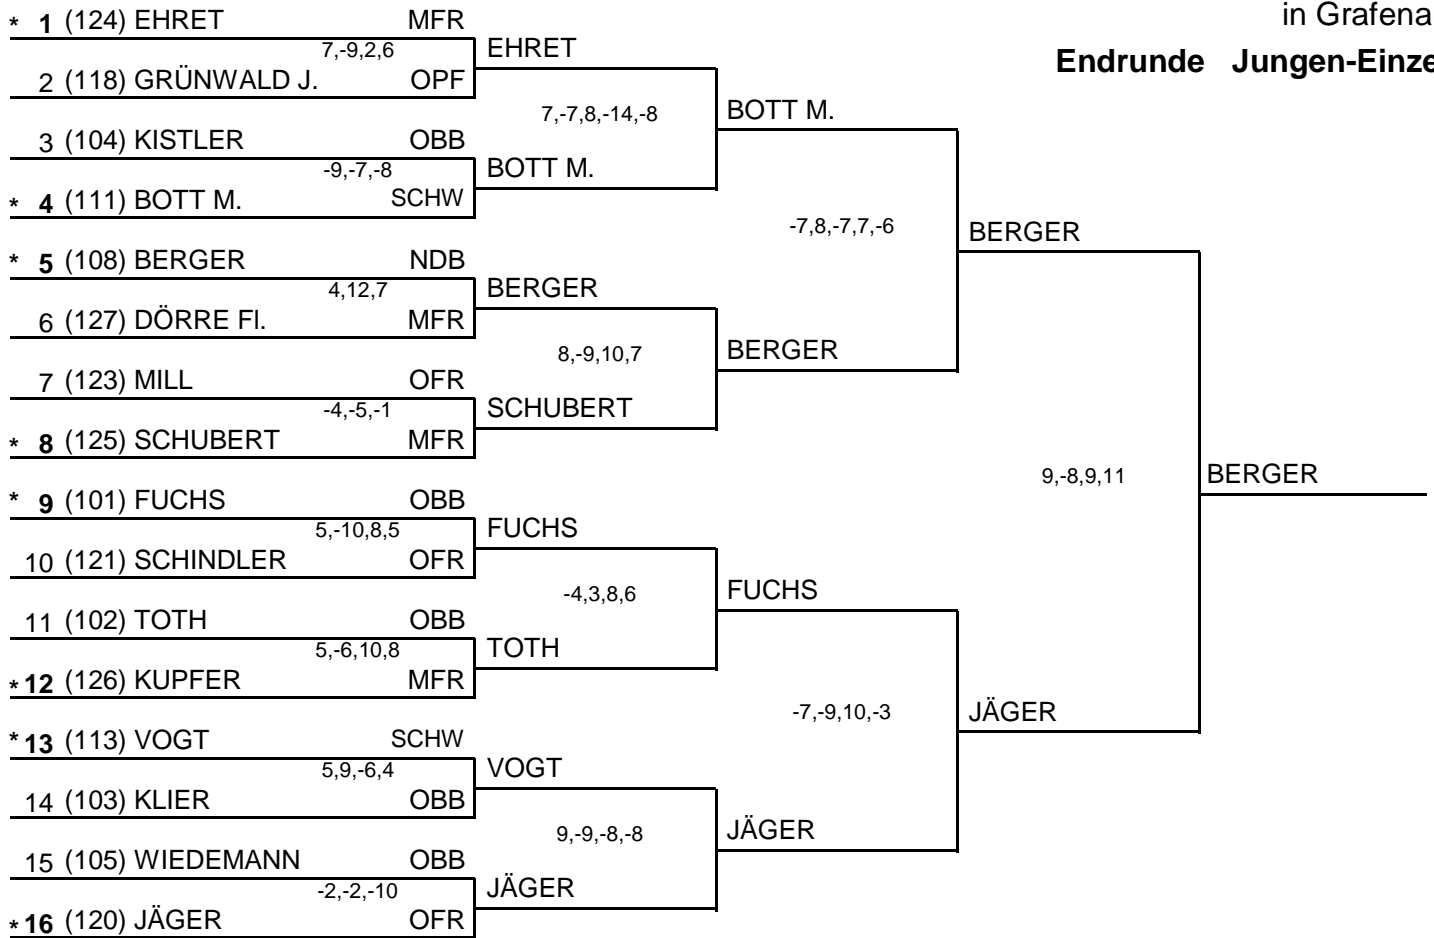 in Grafena
Endrunde Jungen-Einze
* 1 (124) EHRET MFR
7,-9,2,6
EHRET
2 (118) GRÜNWALD J. OPF
7,-7,8,-14,-8
BOTT M.
3 (104) KISTLER OBB
-9,-7,-8
BOTT M.
* 4 (111) BOTT M. SCHW
-7,8,-7,7,-6
BERGER
* 5 (108) BERGER NDB
4,12,7
BERGER
6 (127) DÖRRE Fl. MFR
8,-9,10,7
BERGER
7 (123) MILL OFR
-4,-5,-1
SCHUBERT
* 8 (125) SCHUBERT MFR
9,-8,9,11
BERGER
* 9 (101) FUCHS OBB
5,-10,8,5
FUCHS
10 (121) SCHINDLER OFR
-4,3,8,6
FUCHS
11 (102) TOTH OBB
5,-6,10,8
TOTH
* 12 (126) KUPFER MFR
-7,-9,10,-3
JÄGER
* 13 (113) VOGT SCHW
5,9,-6,4
VOGT
14 (103) KLIER OBB
9,-9,-8,-8
JÄGER
15 (105) WIEDEMANN OBB
-2,-2,-10
JÄGER
* 16 (120) JÄGER OFR